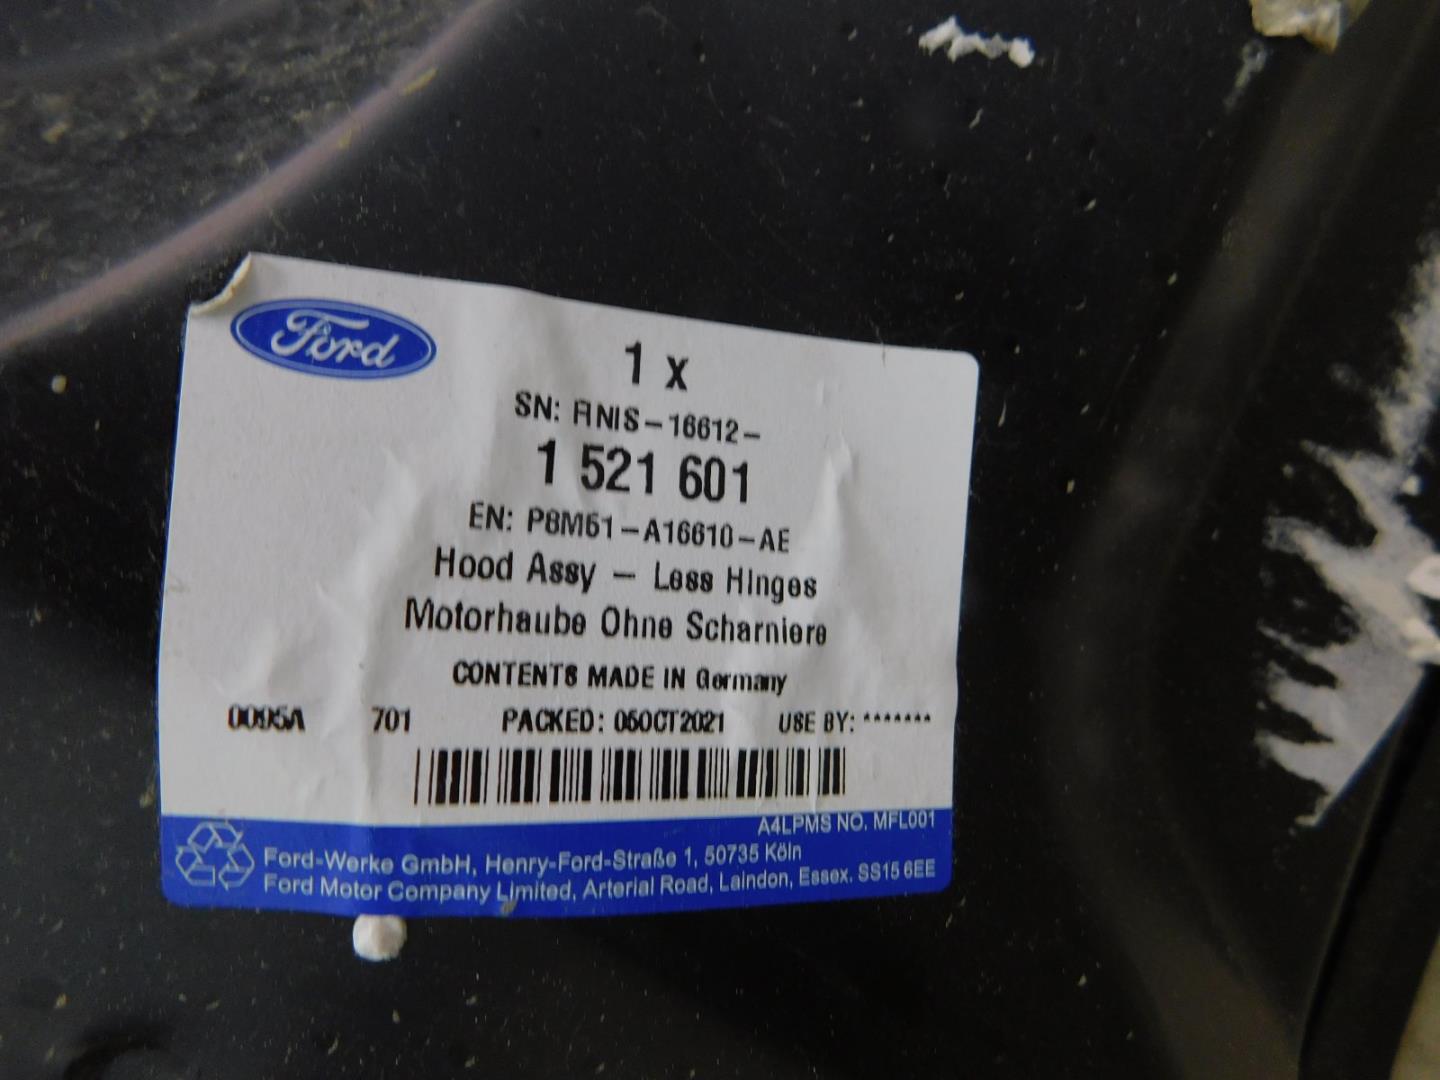 Ford
1 x
SN: FINIS-16612-
1 521 601
EN: P8M51-A16610-AE
Hood Assy - Less Hinges
Motorhaube Ohne Scharniere
CONTENTS MADE IN Germany
0095A 701 PACKED: 05OCT2021 USE BY: *******
A4LPMS NO. MFL001
Ford-Werke GmbH, Henry-Ford-Straße 1, 50735 Köln
Ford Motor Company Limited, Arterial Road, Laindon, Essex. SS15 6EE